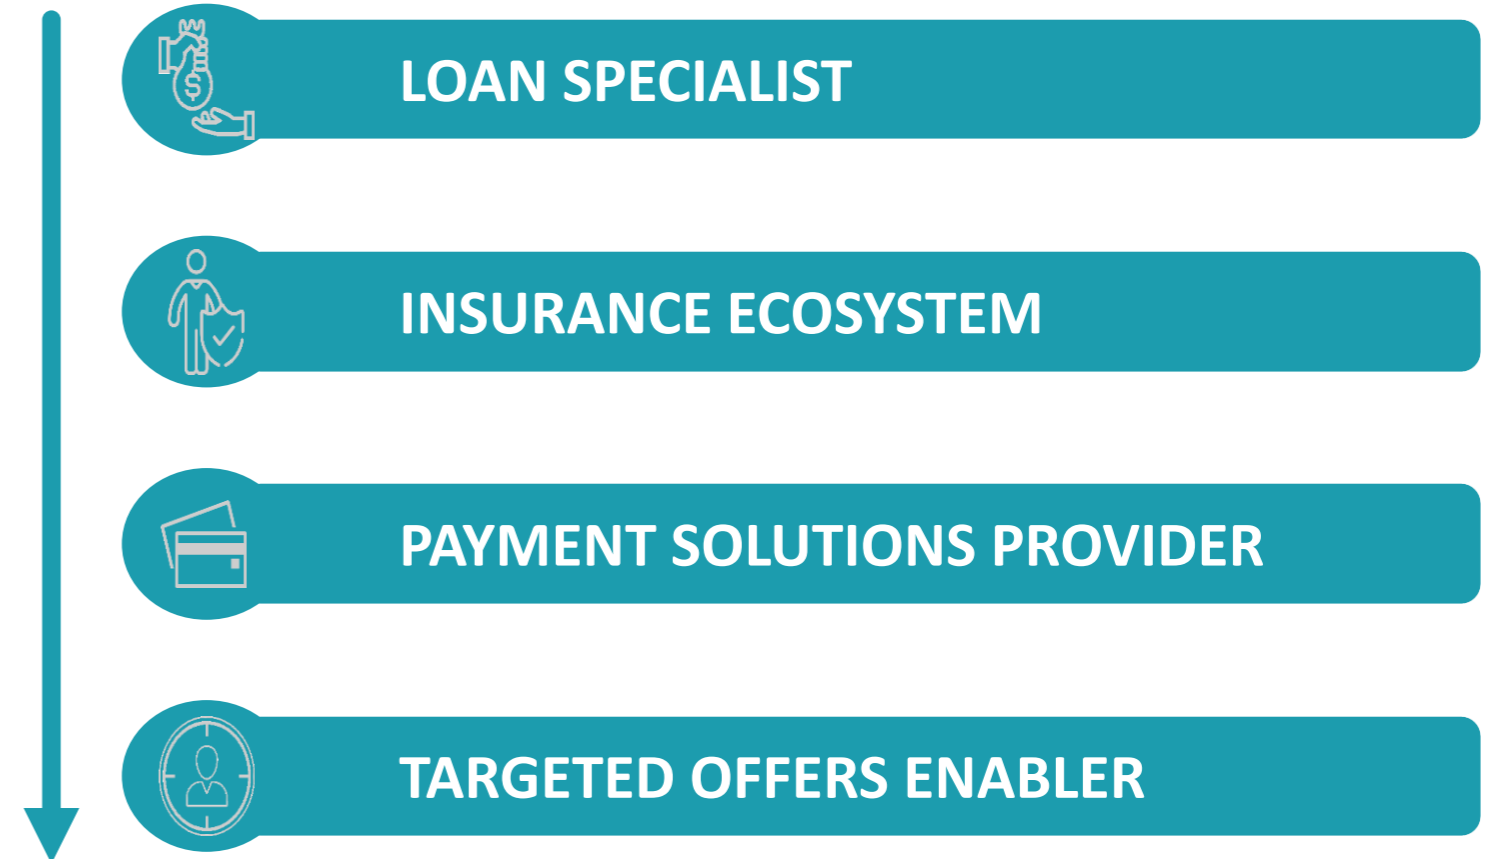 LOAN SPECIALIST
INSURANCE ECOSYSTEM
PAYMENT SOLUTIONS PROVIDER
TARGETED OFFERS ENABLER